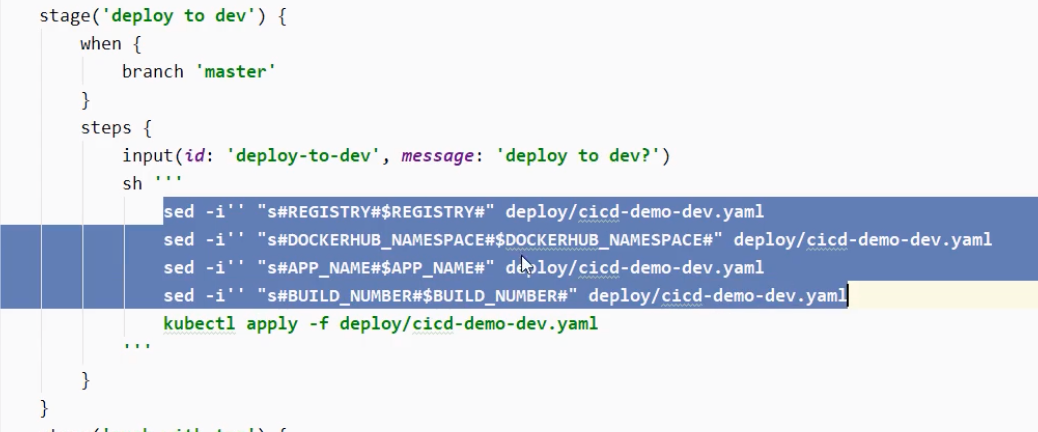 stage('deploy to dev') {
when {
branch 'master'
}
steps {
input(id: 'deploy-to-dev', message: 'deploy to dev?')
sh '''
sed -i'' "s#REGISTRY#$REGISTRY#" deploy/cicd-demo-dev.yaml
sed -i'' "s#DOCKERHUB_NAMESPACE#$DOCKERHUB_NAMESPACE#" deploy/cicd-demo-dev.yaml
sed -i'' "s#APP_NAME#$APP_NAME#" deploy/cicd-demo-dev.yaml
sed -i'' "s#BUILD_NUMBER#$BUILD_NUMBER#" deploy/cicd-demo-dev.yaml
kubectl apply -f deploy/cicd-demo-dev.yaml
'''
}
}